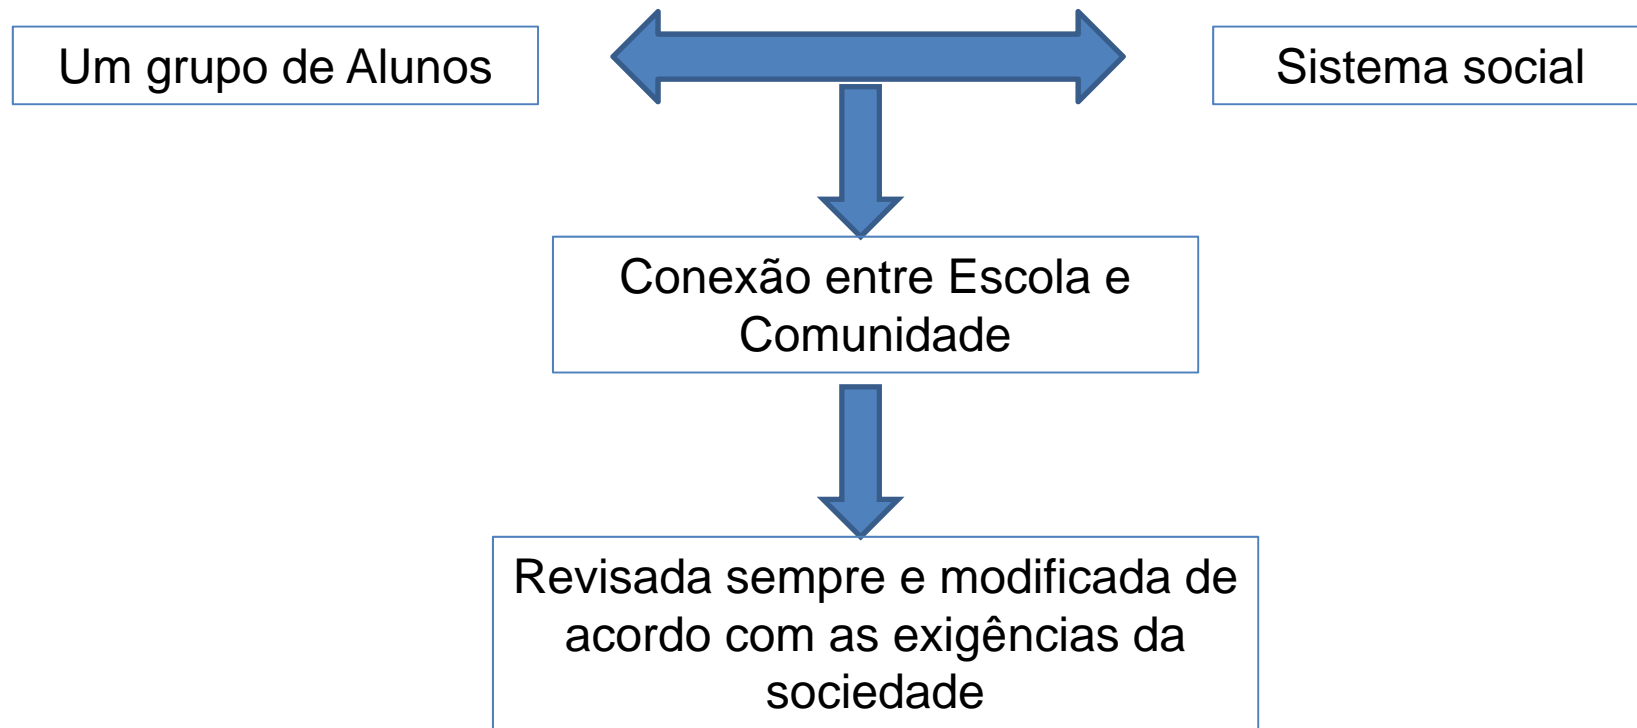 Um grupo de Alunos
Sistema social
Conexão entre Escola e
Comunidade
Revisada sempre e modificada de
acordo com as exigências da
sociedade